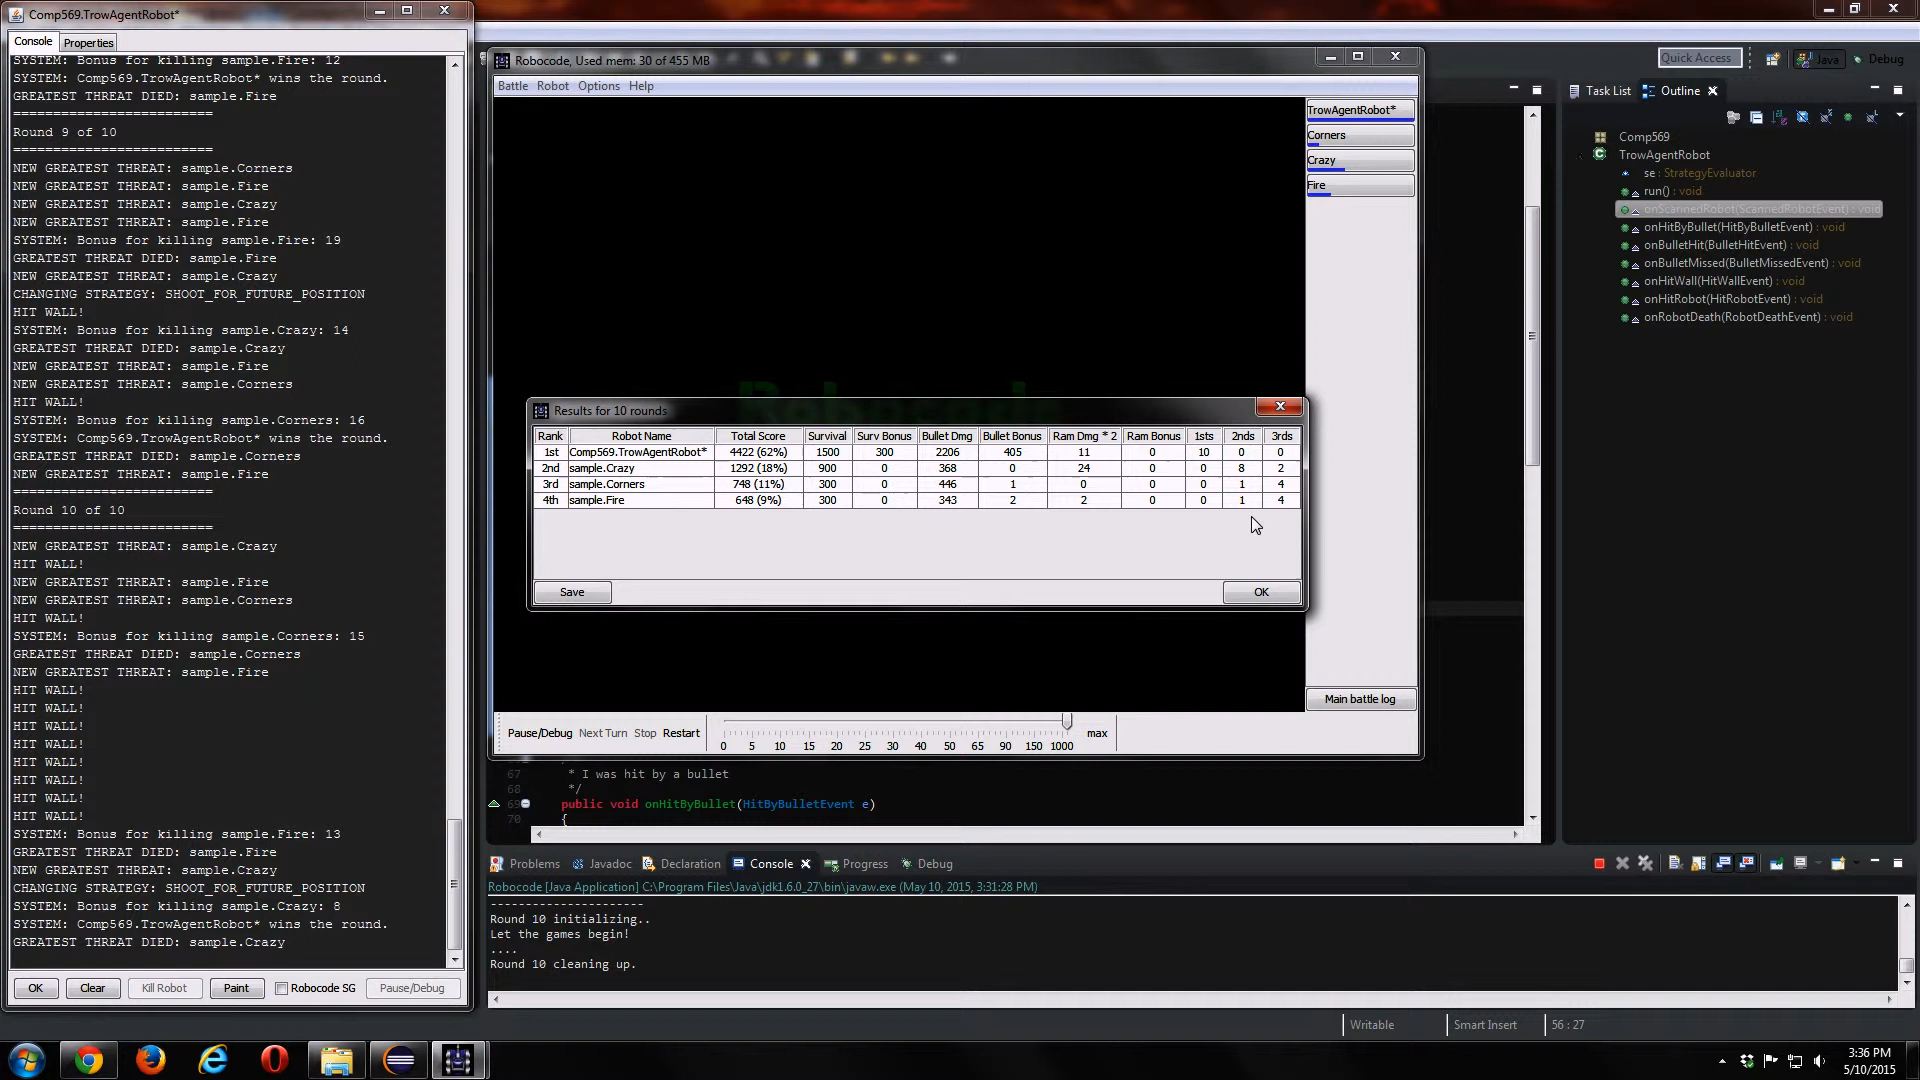 Comp569.TrowAgentRobot*
Console Properties
SYSTEM: Bonus for killing sample.Fire: 12
SYSTEM: Comp569.TrowAgentRobot* wins the round.
GREATEST THREAT DIED: sample.Fire
=========================
Round 9 of 10
=========================
NEW GREATEST THREAT: sample.Corners
NEW GREATEST THREAT: sample.Fire
NEW GREATEST THREAT: sample.Crazy
NEW GREATEST THREAT: sample.Fire
SYSTEM: Bonus for killing sample.Fire: 19
GREATEST THREAT DIED: sample.Fire
NEW GREATEST THREAT: sample.Crazy
CHANGING STRATEGY: SHOOT_FOR_FUTURE_POSITION
HIT WALL!
SYSTEM: Bonus for killing sample.Crazy: 14
GREATEST THREAT DIED: sample.Crazy
NEW GREATEST THREAT: sample.Fire
NEW GREATEST THREAT: sample.Corners
HIT WALL!
SYSTEM: Bonus for killing sample.Corners: 16
SYSTEM: Comp569.TrowAgentRobot* wins the round.
GREATEST THREAT DIED: sample.Corners
NEW GREATEST THREAT: sample.Fire
=========================
Round 10 of 10
=========================
NEW GREATEST THREAT: sample.Crazy
HIT WALL!
NEW GREATEST THREAT: sample.Fire
NEW GREATEST THREAT: sample.Corners
HIT WALL!
SYSTEM: Bonus for killing sample.Corners: 15
GREATEST THREAT DIED: sample.Corners
NEW GREATEST THREAT: sample.Fire
HIT WALL!
HIT WALL!
HIT WALL!
HIT WALL!
HIT WALL!
HIT WALL!
HIT WALL!
HIT WALL!
SYSTEM: Bonus for killing sample.Fire: 13
GREATEST THREAT DIED: sample.Fire
NEW GREATEST THREAT: sample.Crazy
CHANGING STRATEGY: SHOOT_FOR_FUTURE_POSITION
SYSTEM: Bonus for killing sample.Crazy: 8
SYSTEM: Comp569.TrowAgentRobot* wins the round.
GREATEST THREAT DIED: sample.Crazy
OK Clear Kill Robot Paint Robocode SG Pause/Debug
Robocode, Used mem: 30 of 455 MB
Battle Robot Options Help
TrowAgentRobot*
Corners
Crazy
Fire
Results for 10 rounds
Rank Robot Name Total Score Survival Surv Bonus Bullet Dmg Bullet Bonus Ram Dmg * 2 Ram Bonus 1sts 2nds 3rds
1st Comp569.TrowAgentRobot* 4422 (62%) 1500 300 2206 405 11 0 10 0 0
2nd sample.Crazy 1292 (18%) 900 0 368 0 24 0 0 8 2
3rd sample.Corners 748 (11%) 300 0 446 1 0 0 0 1 4
4th sample.Fire 648 (9%) 300 0 343 2 2 0 0 1 4
Save OK
Main battle log
Pause/Debug Next Turn Stop Restart
0 5 10 15 20 25 30 40 50 65 90 150 1000 max
67 * I was hit by a bullet
68 */
69 public void onHitByBullet(HitByBulletEvent e)
70 {
Quick Access Java Debug
Task List Outline
Comp569
TrowAgentRobot
se : StrategyEvaluator
run() : void
onScannedRobot(ScannedRobotEvent) : void
onHitByBullet(HitByBulletEvent) : void
onBulletHit(BulletHitEvent) : void
onBulletMissed(BulletMissedEvent) : void
onHitWall(HitWallEvent) : void
onHitRobot(HitRobotEvent) : void
onRobotDeath(RobotDeathEvent) : void
Problems Javadoc Declaration Console Progress Debug
Robocode [Java Application] C:\Program Files\Java\jdk1.6.0_27\bin\javaw.exe (May 10, 2015, 3:31:28 PM)
----------------------
Round 10 initializing..
Let the games begin!
....
Round 10 cleaning up.
Writable Smart Insert 56 : 27
3:36 PM
5/10/2015